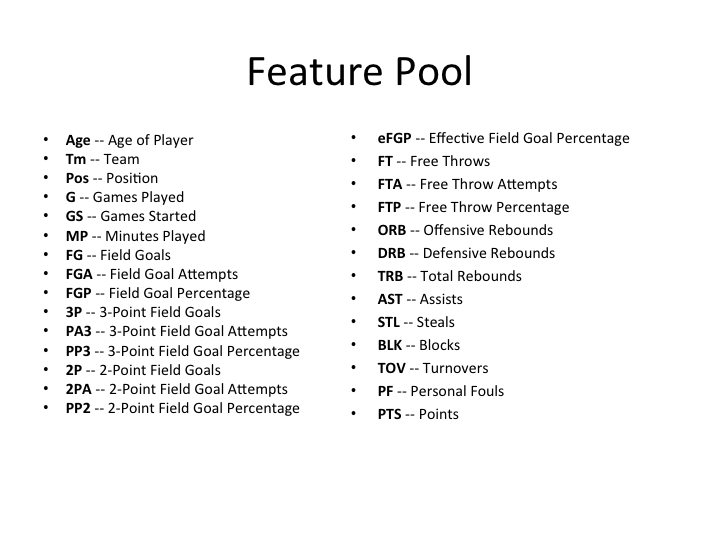 Feature Pool
• Age -- Age of Player
• Tm -- Team
• Pos -- Position
• G -- Games Played
• GS -- Games Started
• MP -- Minutes Played
• FG -- Field Goals
• FGA -- Field Goal Attempts
• FGP -- Field Goal Percentage
• 3P -- 3-Point Field Goals
• PA3 -- 3-Point Field Goal Attempts
• PP3 -- 3-Point Field Goal Percentage
• 2P -- 2-Point Field Goals
• 2PA -- 2-Point Field Goal Attempts
• PP2 -- 2-Point Field Goal Percentage
• eFGP -- Effective Field Goal Percentage
• FT -- Free Throws
• FTA -- Free Throw Attempts
• FTP -- Free Throw Percentage
• ORB -- Offensive Rebounds
• DRB -- Defensive Rebounds
• TRB -- Total Rebounds
• AST -- Assists
• STL -- Steals
• BLK -- Blocks
• TOV -- Turnovers
• PF -- Personal Fouls
• PTS -- Points